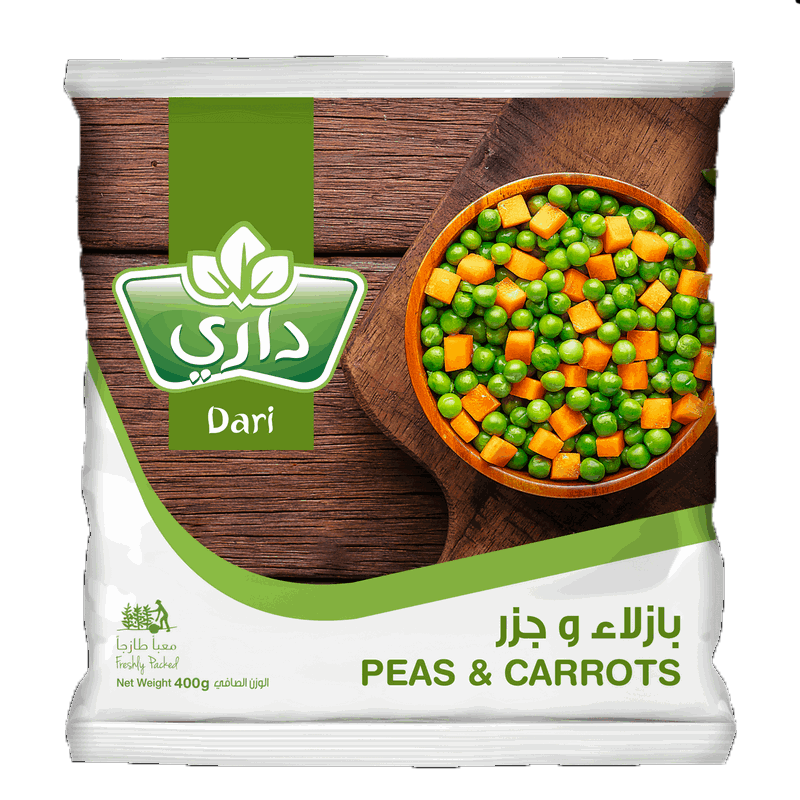 داري
Dari
بازلاء و جزر
PEAS & CARROTS
معبأ طازجاً
Freshly Packed
Net Weight 400g الوزن الصافي